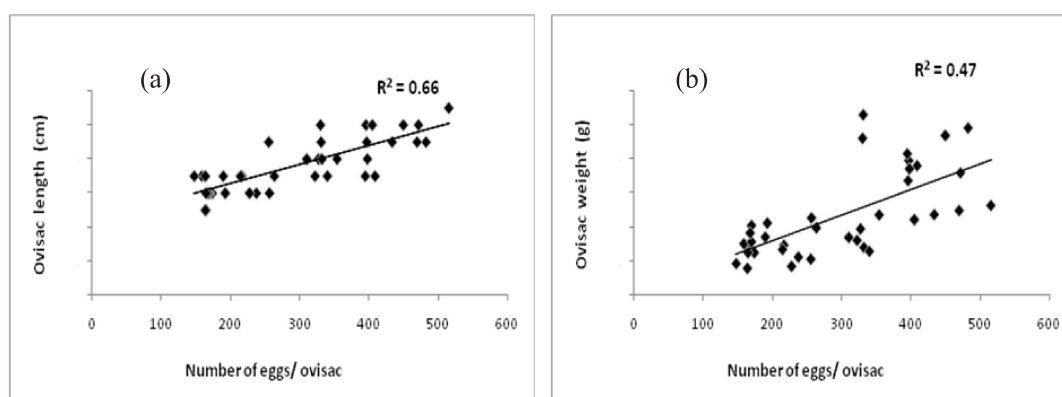 (a)
R² = 0.66
Ovisac length (cm)
0 100 200 300 400 500 600
Number of eggs/ ovisac
(b)
R² = 0.47
Ovisac weight (g)
0 100 200 300 400 500 600
Number of eggs/ ovisac